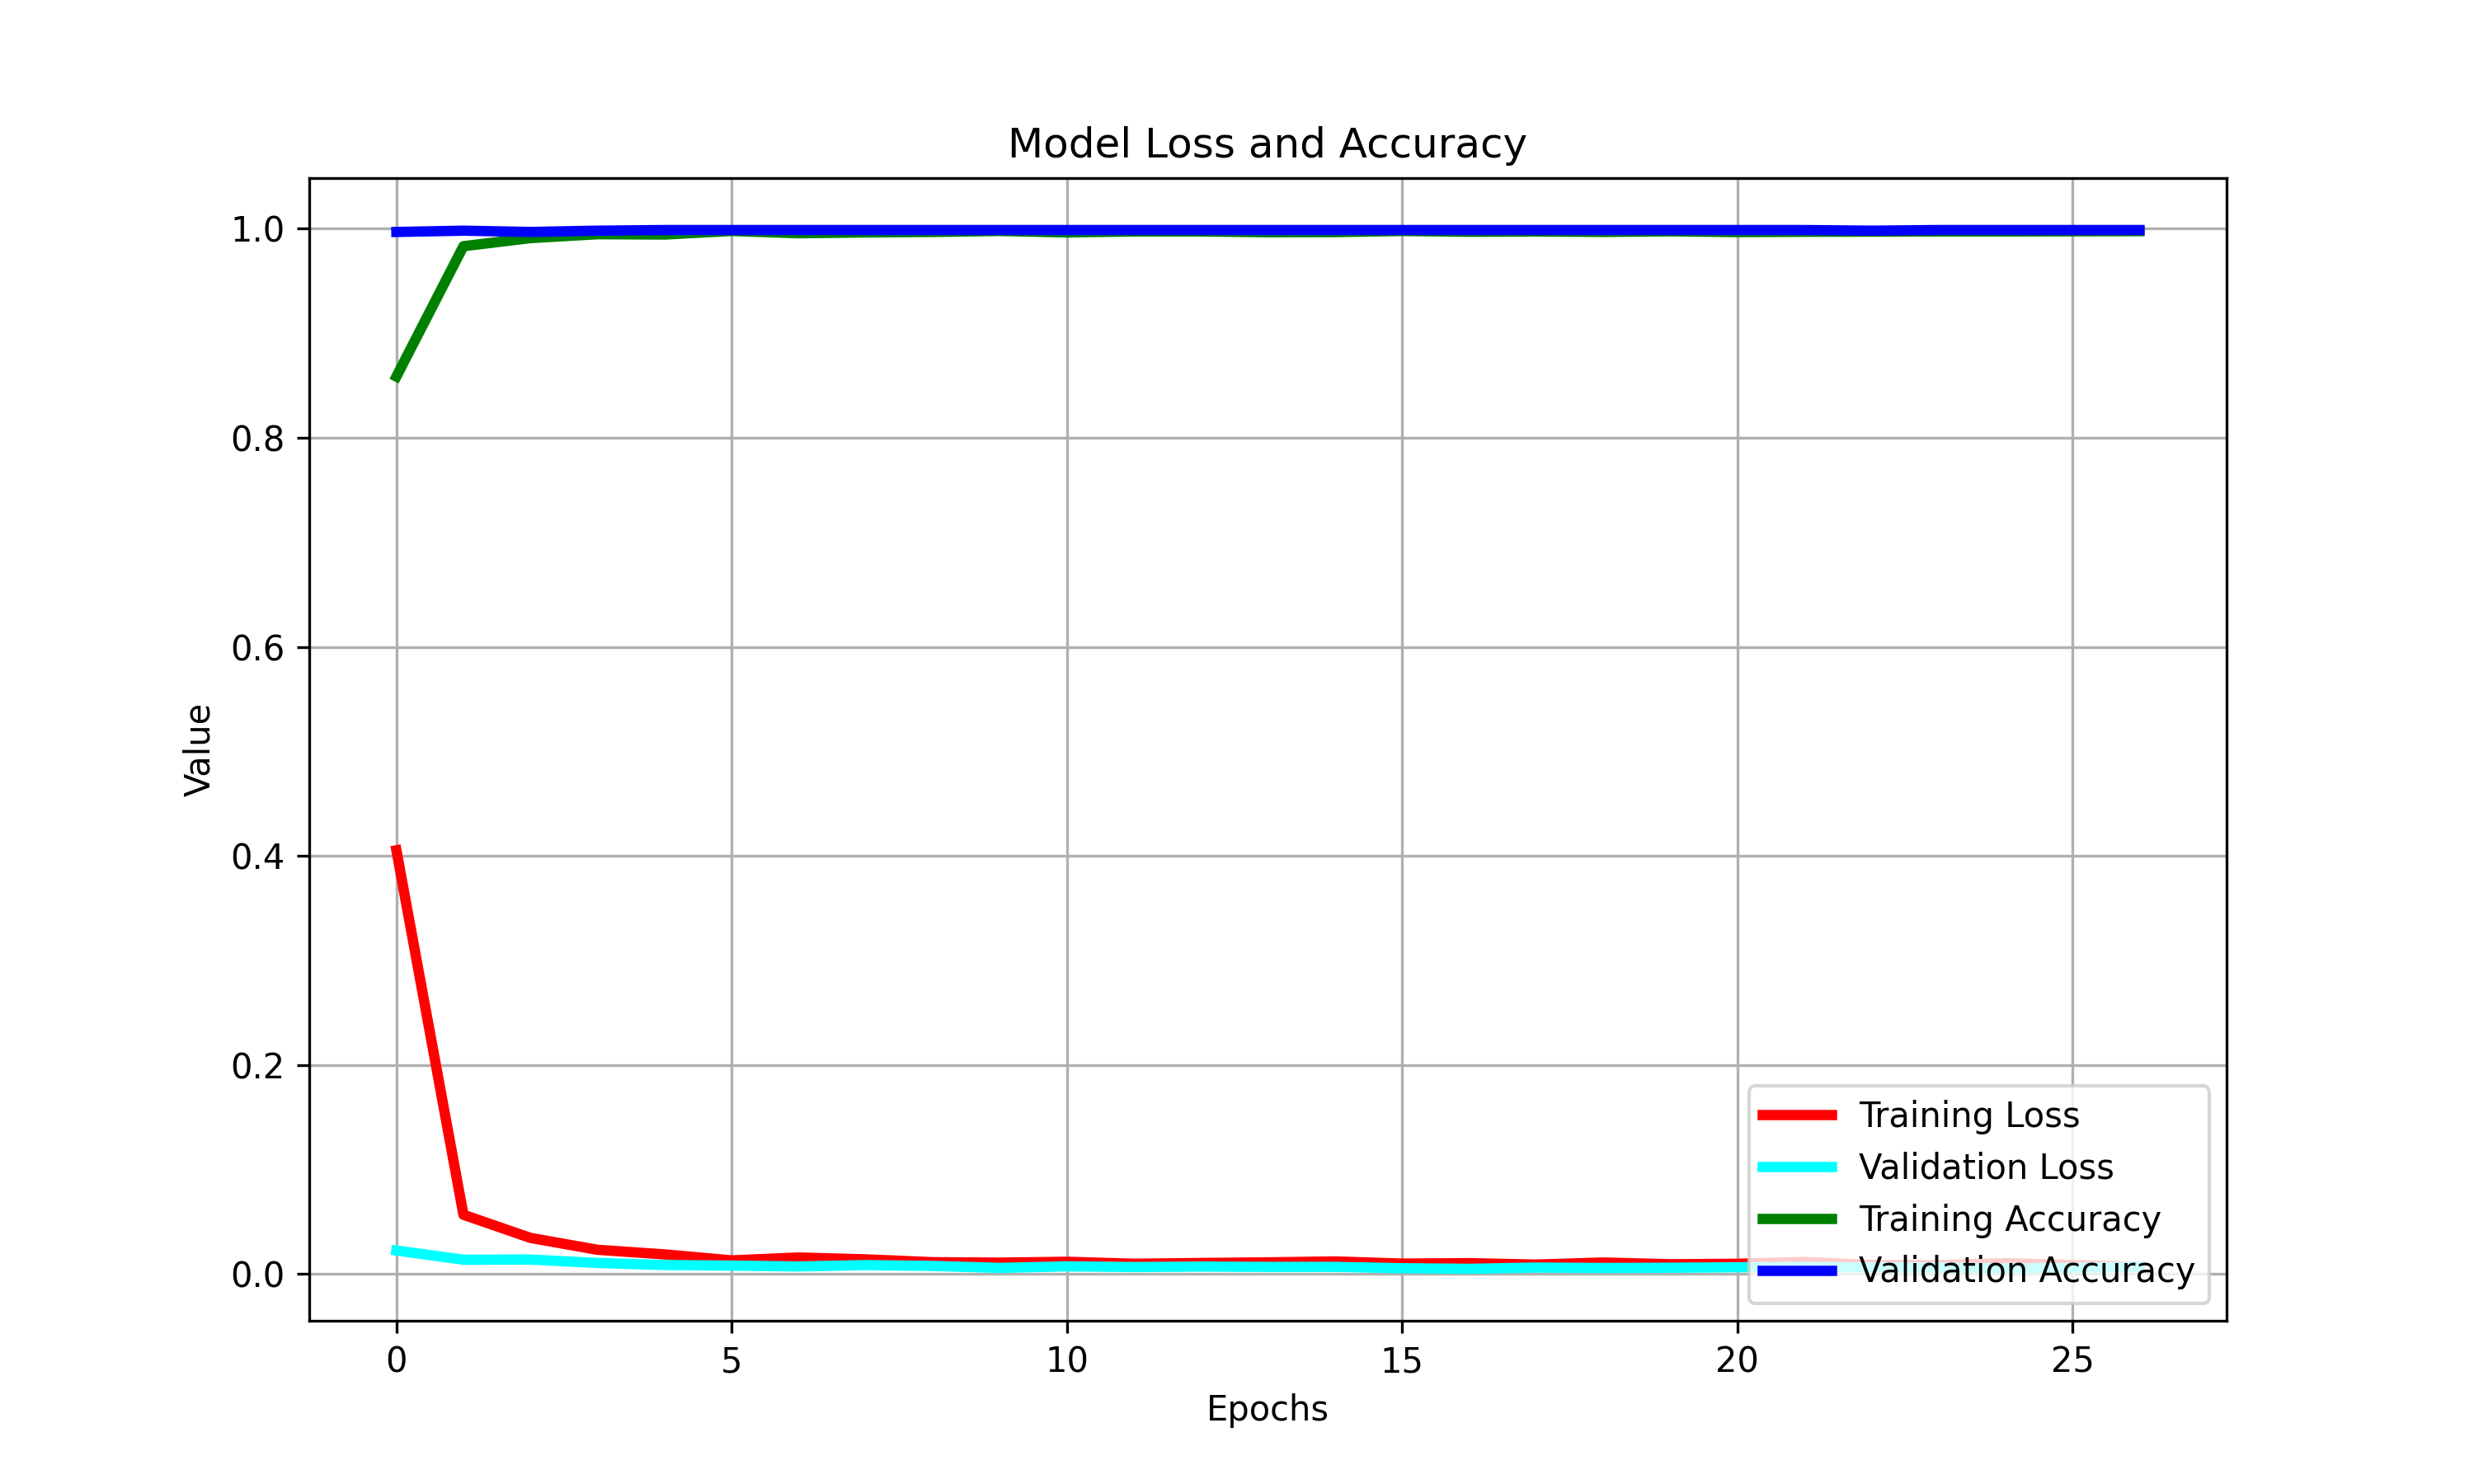 Model Loss and Accuracy
Value
1.0
0.8
0.6
0.4
0.2
0.0
0 5 10 15 20 25
Epochs
Training Loss
Validation Loss
Training Accuracy
Validation Accuracy